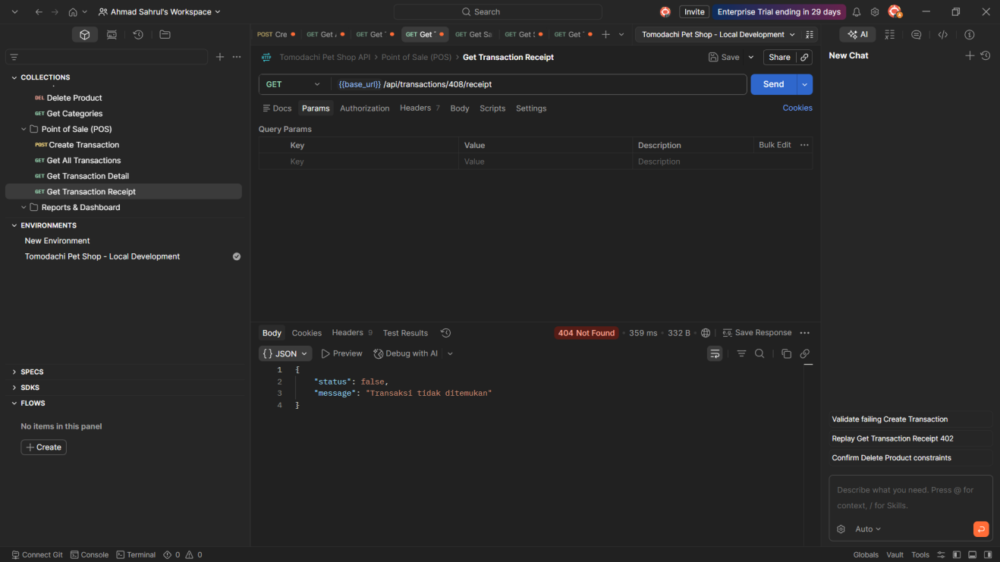 Ahmad Sahrul's Workspace
Search
Invite
Enterprise Trial ending in 29 days
POST Cre
GET Get
GET Get
GET Get
GET Get Sa
GET Get
GET Get
Tomodachi Pet Shop - Local Development
AI
Tomodachi Pet Shop API > Point of Sale (POS) > Get Transaction Receipt
Save
Share
New Chat
COLLECTIONS
DEL Delete Product
GET Get Categories
Point of Sale (POS)
POST Create Transaction
GET Get All Transactions
GET Get Transaction Detail
GET Get Transaction Receipt
Reports & Dashboard
ENVIRONMENTS
New Environment
Tomodachi Pet Shop - Local Development
SPECS
SDKS
FLOWS
No items in this panel
+ Create
HTTP
GET
{{base_url}} /api/transactions/408/receipt
Send
Docs
Params
Authorization
Headers 7
Body
Scripts
Settings
Cookies
Query Params
Key
Value
Description
Bulk Edit
Key
Value
Description
Body
Cookies
Headers 9
Test Results
404 Not Found
359 ms
332 B
e.g. Save Response
{ } JSON
Preview
Debug with AI
1 {
2 "status": false,
3 "message": "Transaksi tidak ditemukan"
4 }
Validate failing Create Transaction
Replay Get Transaction Receipt 402
Confirm Delete Product constraints
Describe what you need. Press @ for
context, / for Skills.
Auto
Connect Git
Console
Terminal
0
0
Globals
Vault
Tools